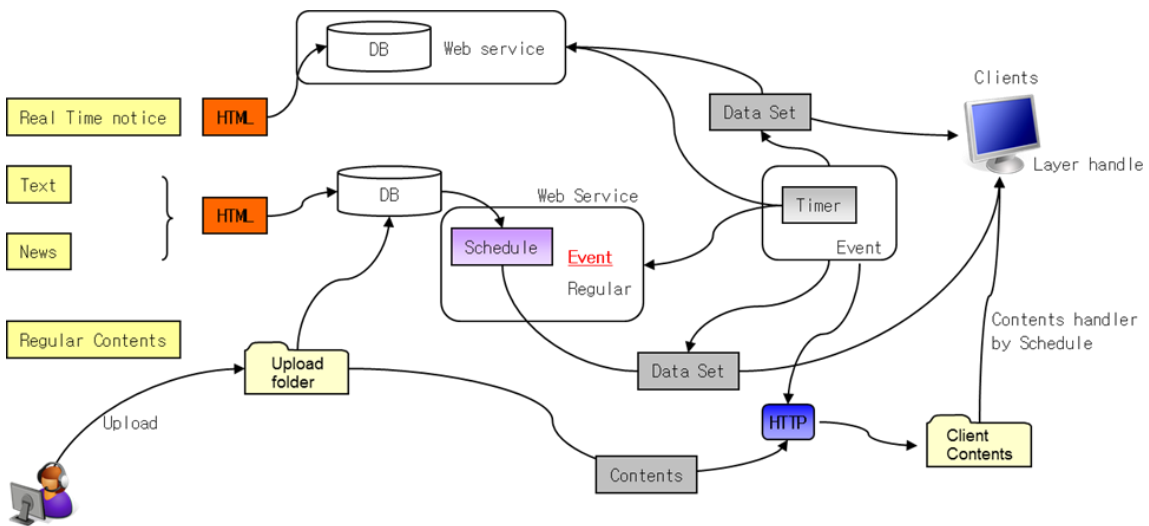 DB
Web service
Clients
Real Time notice
HTML
Data Set
Layer handle
Text
DB
Web Service
Timer
HTML
Schedule
Event
News
Event
Regular
Regular Contents
Contents handler
by Schedule
Upload
folder
Data Set
Upload
HTTP
Client
Contents
Contents